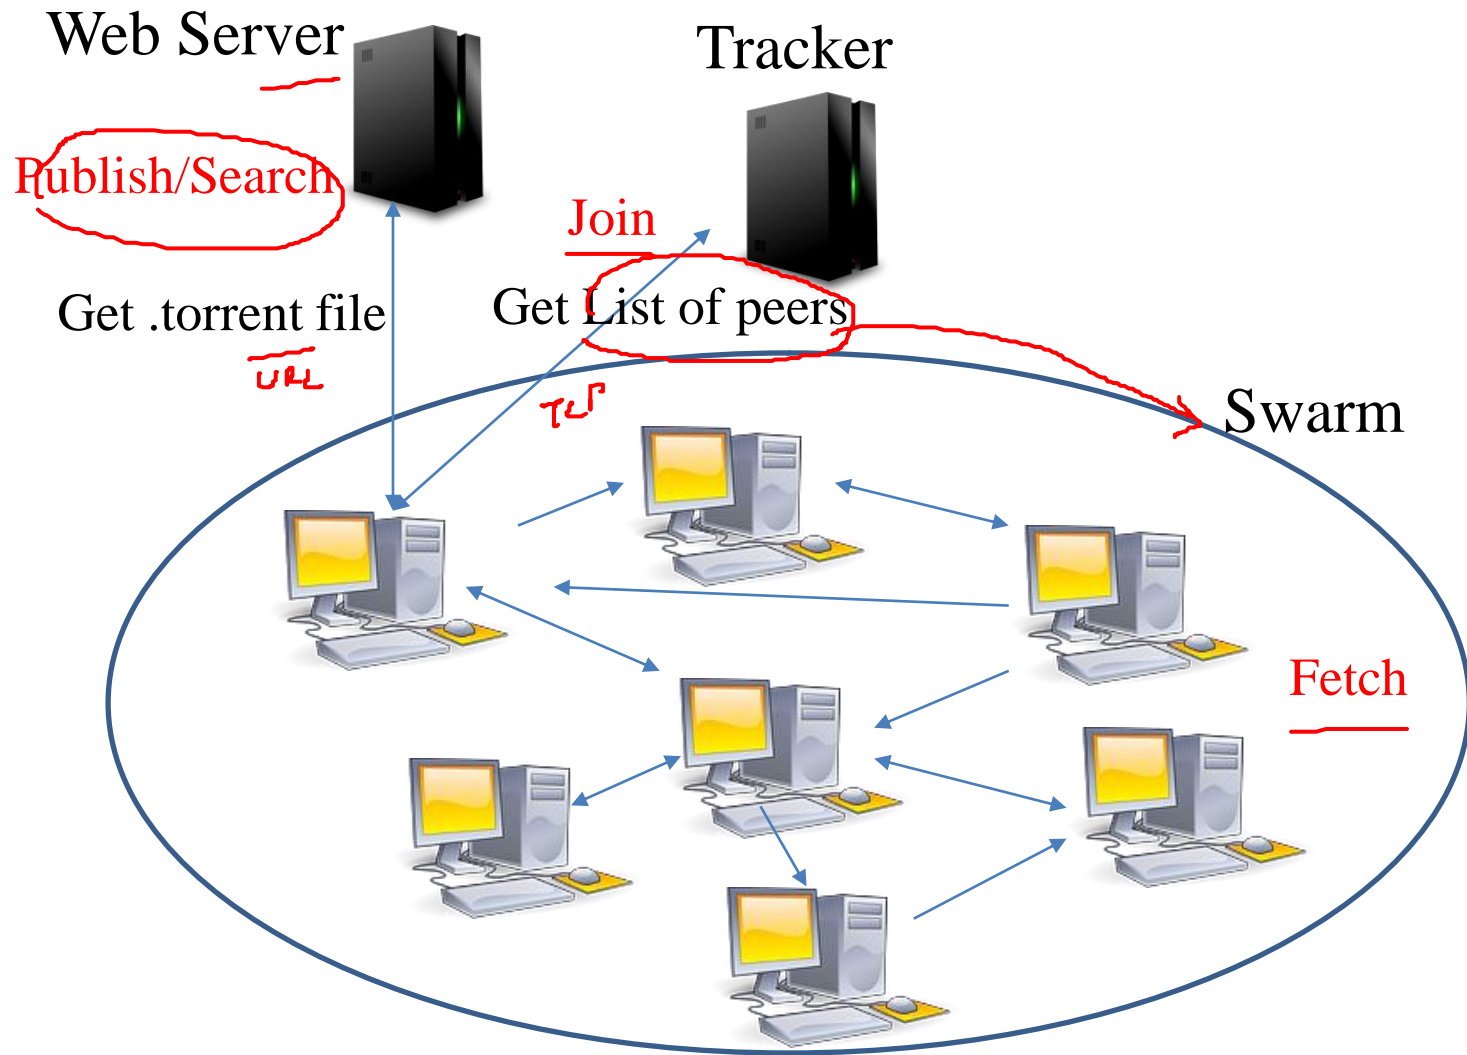 Web Server
Tracker
Publish/Search
Join
Get .torrent file
Get List of peers
URL
TCP
Swarm
Fetch